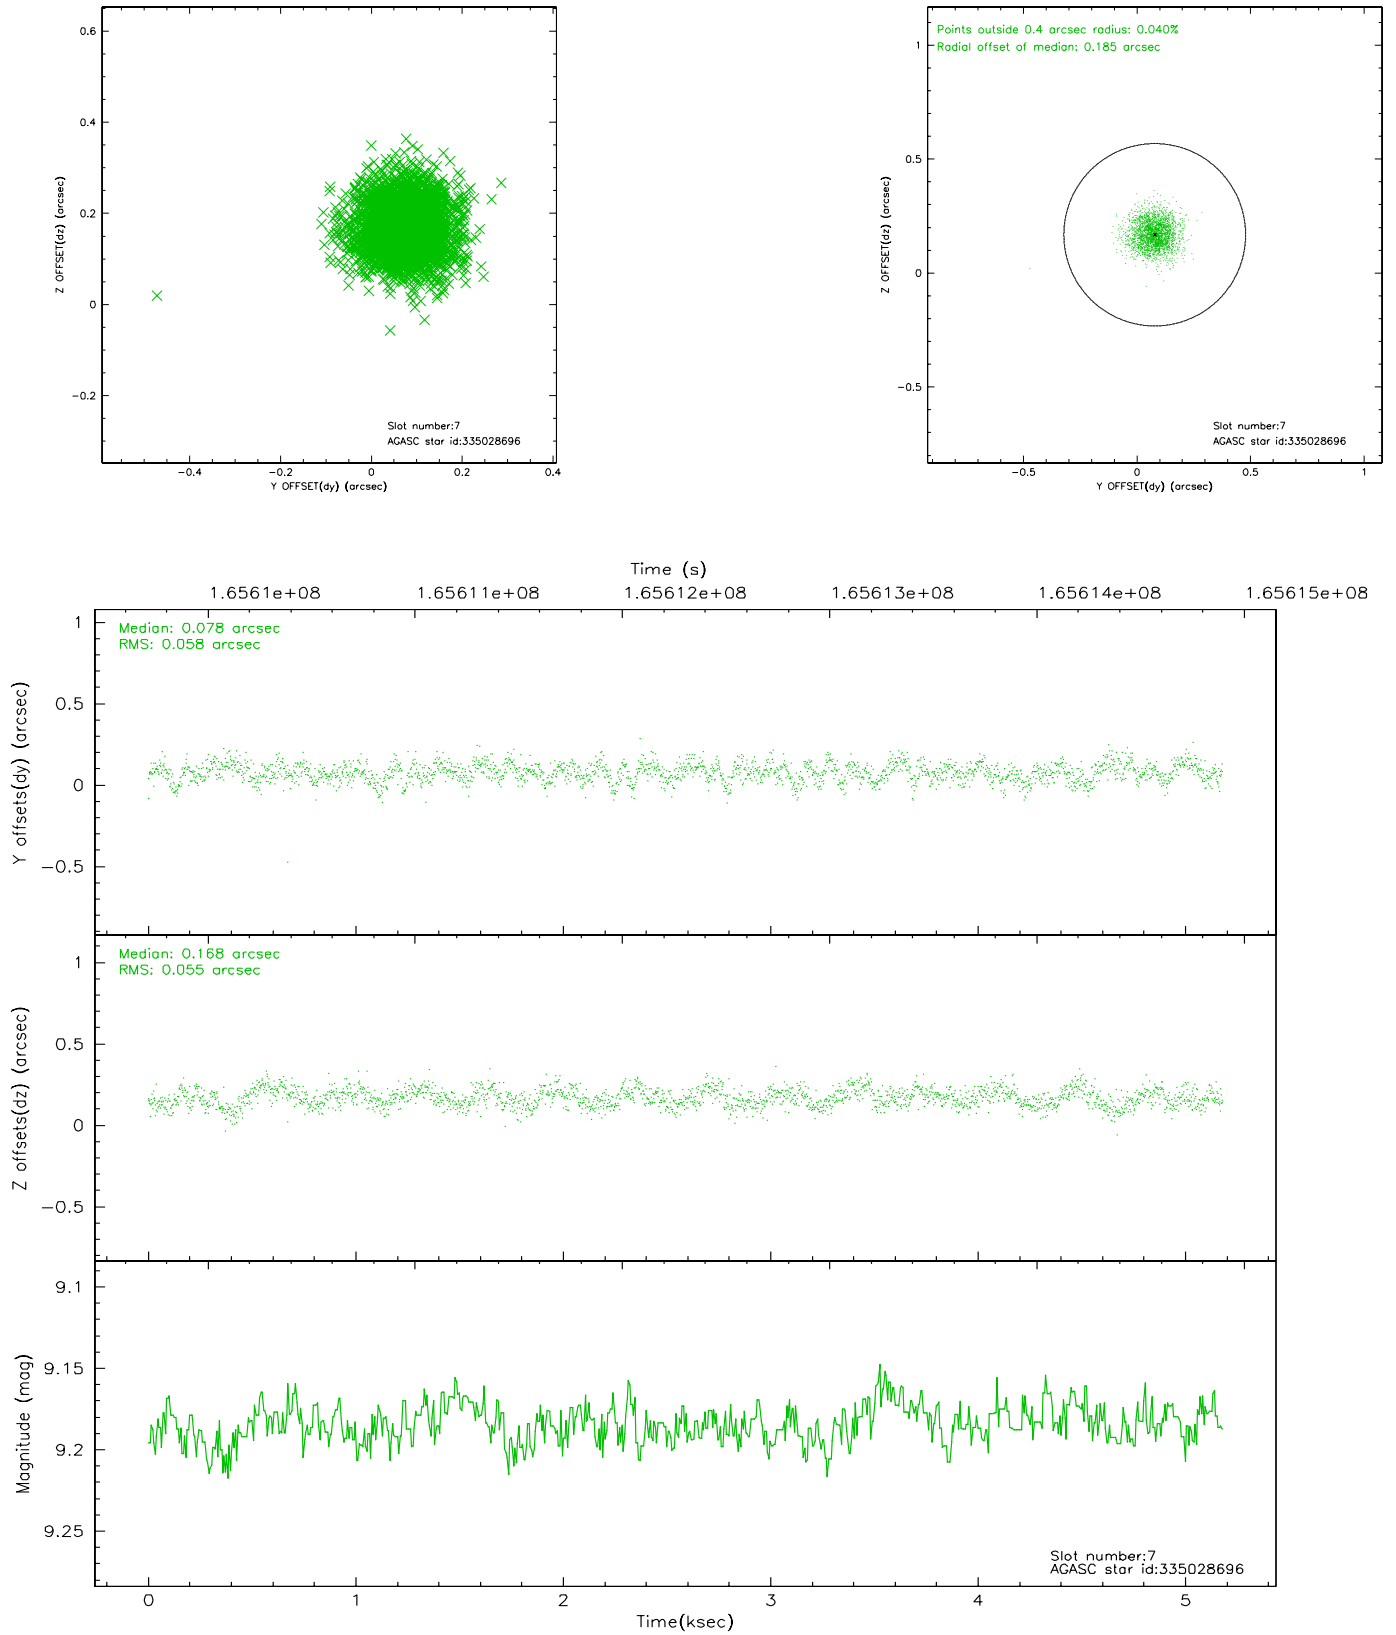 0.6
0.4
0.2
0
−0.2
Z OFFSET(dz) (arcsec)
Slot number:7
AGASC star id:335028696
−0.4 −0.2 0 0.2 0.4
Y OFFSET(dy) (arcsec)
Points outside 0.4 arcsec radius: 0.040%
Radial offset of median: 0.185 arcsec
1
0.5
0
−0.5
Z OFFSET(dz) (arcsec)
Slot number:7
AGASC star id:335028696
−0.5 0 0.5 1
Y OFFSET(dy) (arcsec)
Time (s)
1.6561e+08 1.65611e+08 1.65612e+08 1.65613e+08 1.65614e+08 1.65615e+08
Median: 0.078 arcsec
RMS: 0.058 arcsec
1
0.5
0
−0.5
Y offsets(dy) (arcsec)
Median: 0.168 arcsec
RMS: 0.055 arcsec
1
0.5
0
−0.5
Z offsets(dz) (arcsec)
9.1
9.15
9.2
9.25
Magnitude (mag)
Slot number:7
AGASC star id:335028696
0 1 2 3 4 5
Time(ksec)